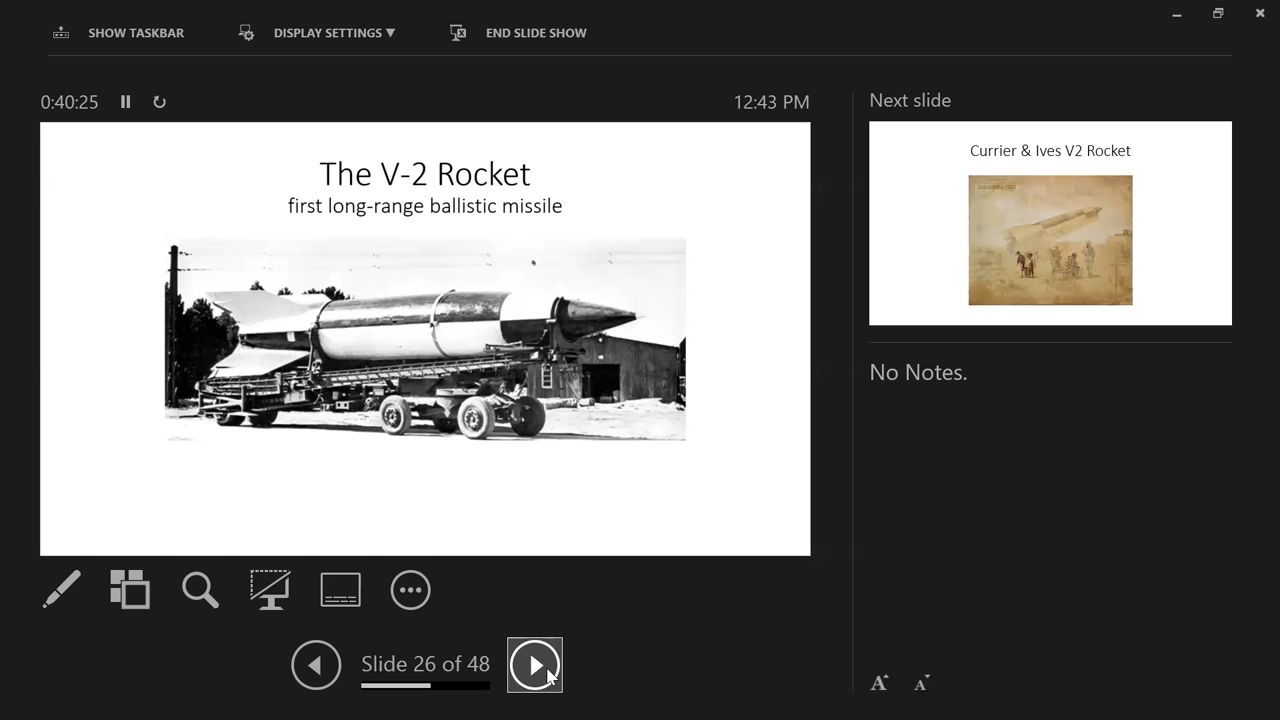 SHOW TASKBAR
DISPLAY SETTINGS ▼
END SLIDE SHOW
0:40:25
12:43 PM
The V-2 Rocket
first long-range ballistic missile
Slide 26 of 48
Next slide
Currier & Ives V2 Rocket
No Notes.
A
A